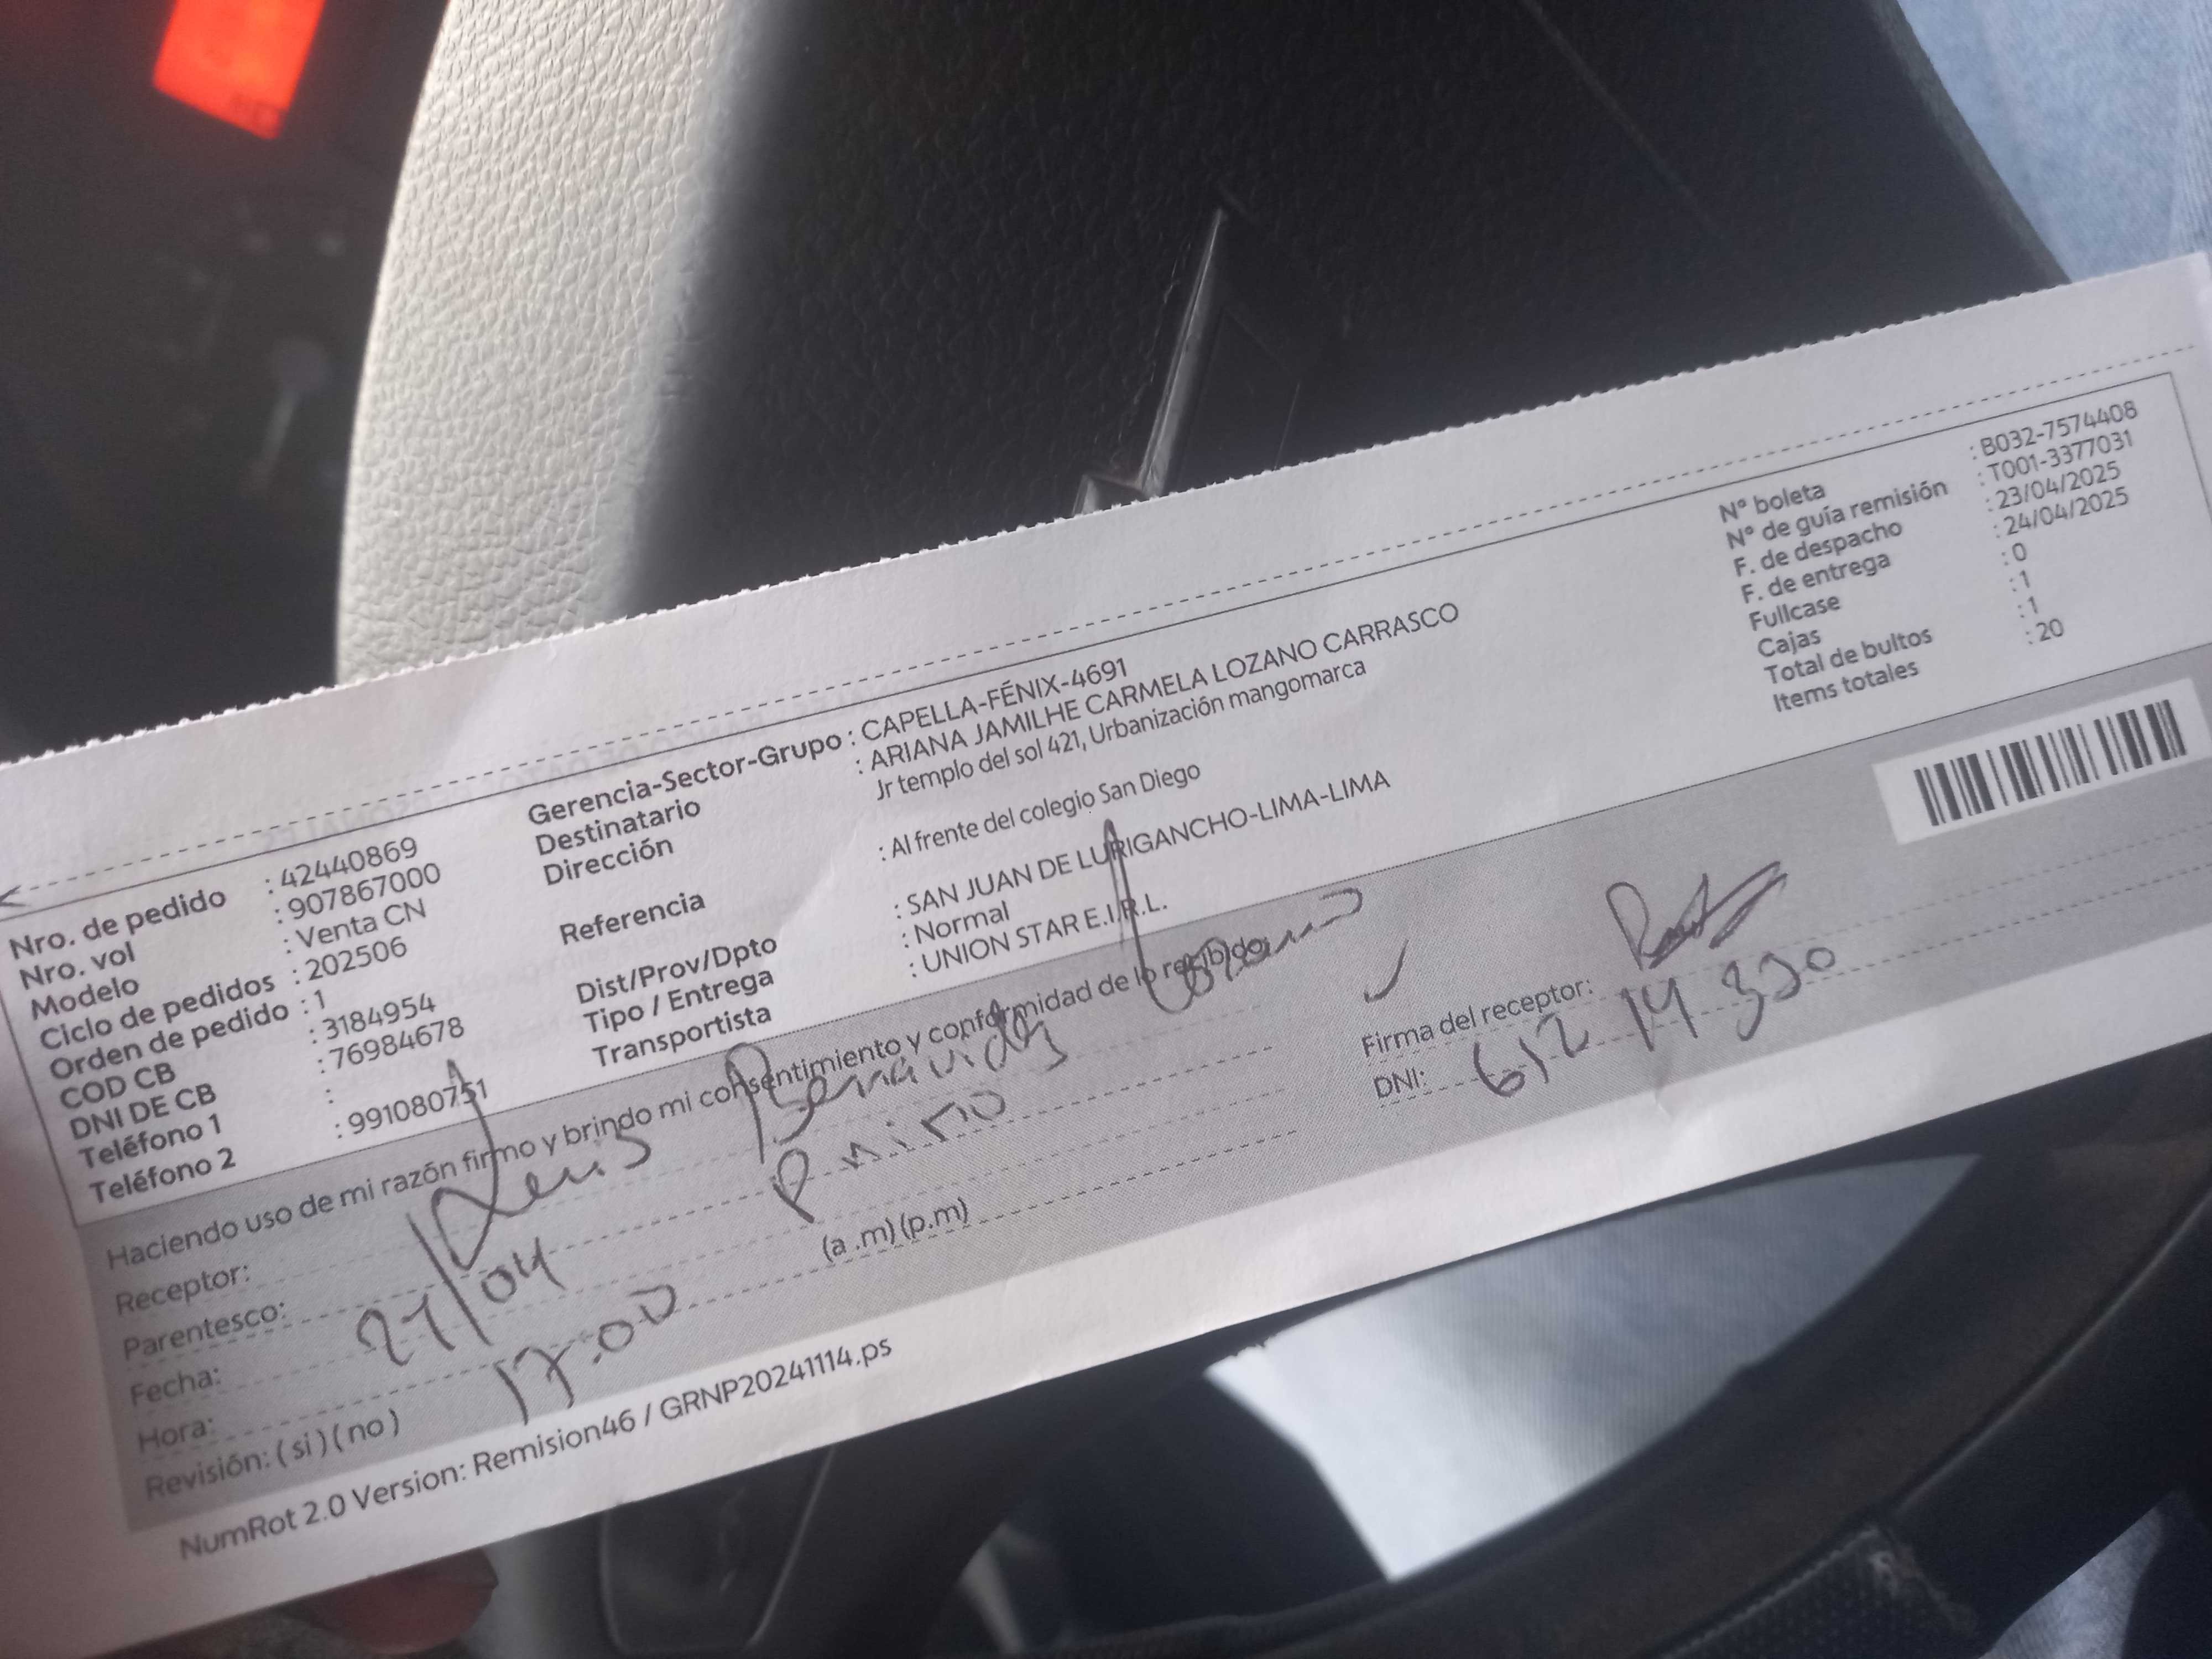 Nro. de pedido : 42440869
Nro. vol : 907867000
Modelo : Venta CN
Ciclo de pedidos : 202506
Orden de pedido : 1
COD CB : 3184954
DNI DE CB : 76984678
Teléfono 1 :
Teléfono 2 : 991080751
Gerencia-Sector-Grupo : CAPELLA-FÉNIX-4691
Destinatario : ARIANA JAMILHE CARMELA LOZANO CARRASCO
Dirección Jr templo del sol 421, Urbanización mangomarca
Referencia : Al frente del colegio San Diego
Dist/Prov/Dpto : SAN JUAN DE LURIGANCHO-LIMA-LIMA
Tipo / Entrega : Normal
Transportista : UNION STAR E.I.R.L.
N° boleta : B032-7574408
N° de guía remisión : T001-3377031
F. de despacho : 23/04/2025
F. de entrega : 24/04/2025
Fullcase : 0
Cajas : 1
Total de bultos : 1
Items totales : 20
Haciendo uso de mi razón firmo y brindo mi consentimiento y conformidad de lo recibido
Receptor: Benavides
Parentesco:
Fecha: /04
Hora: 17:00 (a .m) (p.m)
Revisión: ( si ) ( no )
Firma del receptor:
DNI:
NumRot 2.0 Version: Remision46 / GRNP20241114.ps